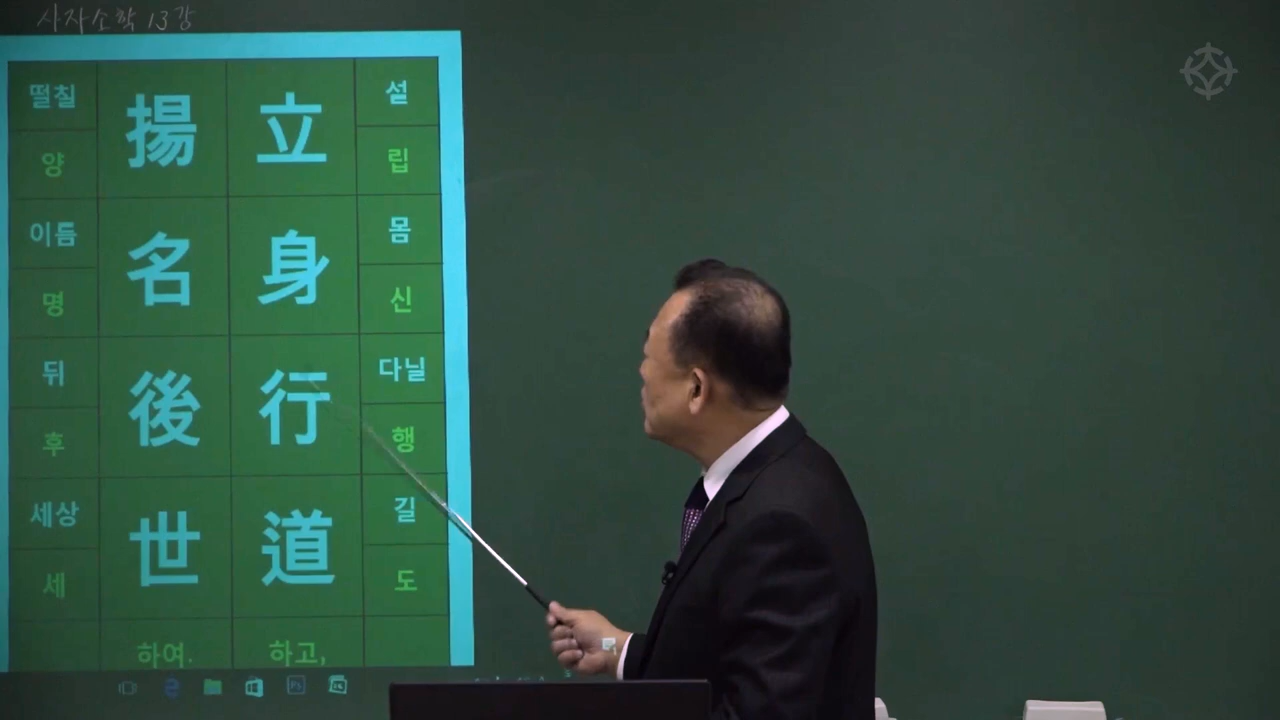 사자소학 13강
설 립 立 揚 떨칠 양
몸 신 身 名 이름 명
다닐 행 行 後 뒤 후
길 도 道 世 세상 세
하고, 하여.